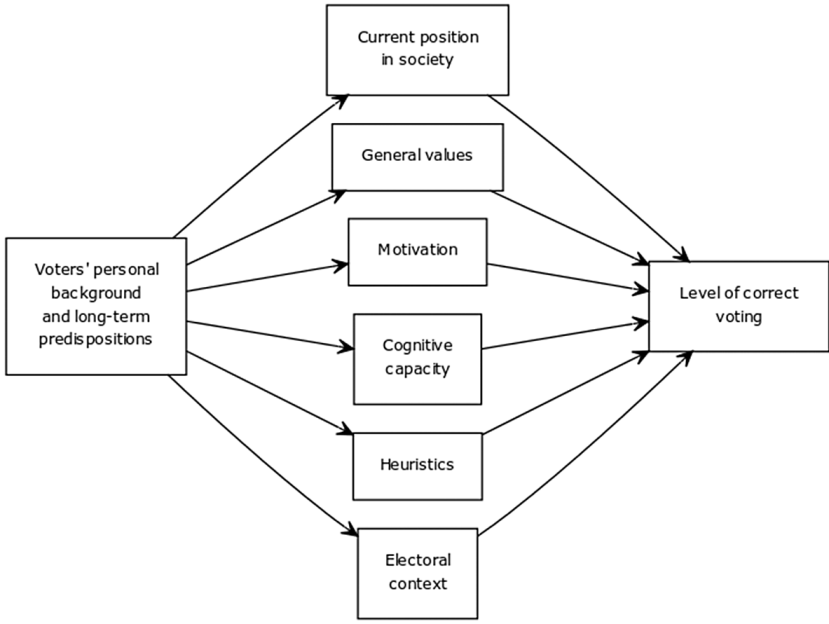 Current position
in society
General values
Motivation
Voters' personal
background
and long-term
predispositions
Level of correct
voting
Cognitive
capacity
Heuristics
Electoral
context